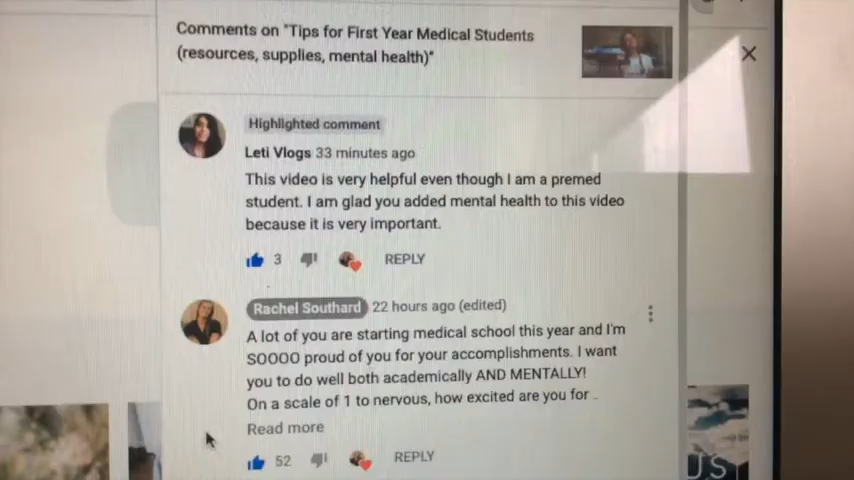 Comments on "Tips for First Year Medical Students
(resources, supplies, mental health)"
Highlighted comment
Leti Vlogs 33 minutes ago
This video is very helpful even though I am a premed
student. I am glad you added mental health to this video
because it is very important.
3 REPLY
Rachel Southard 22 hours ago (edited)
A lot of you are starting medical school this year and I'm
SOOOO proud of you for your accomplishments. I want
you to do well both academically AND MENTALLY!
On a scale of 1 to nervous, how excited are you for ..
Read more
52 REPLY
US